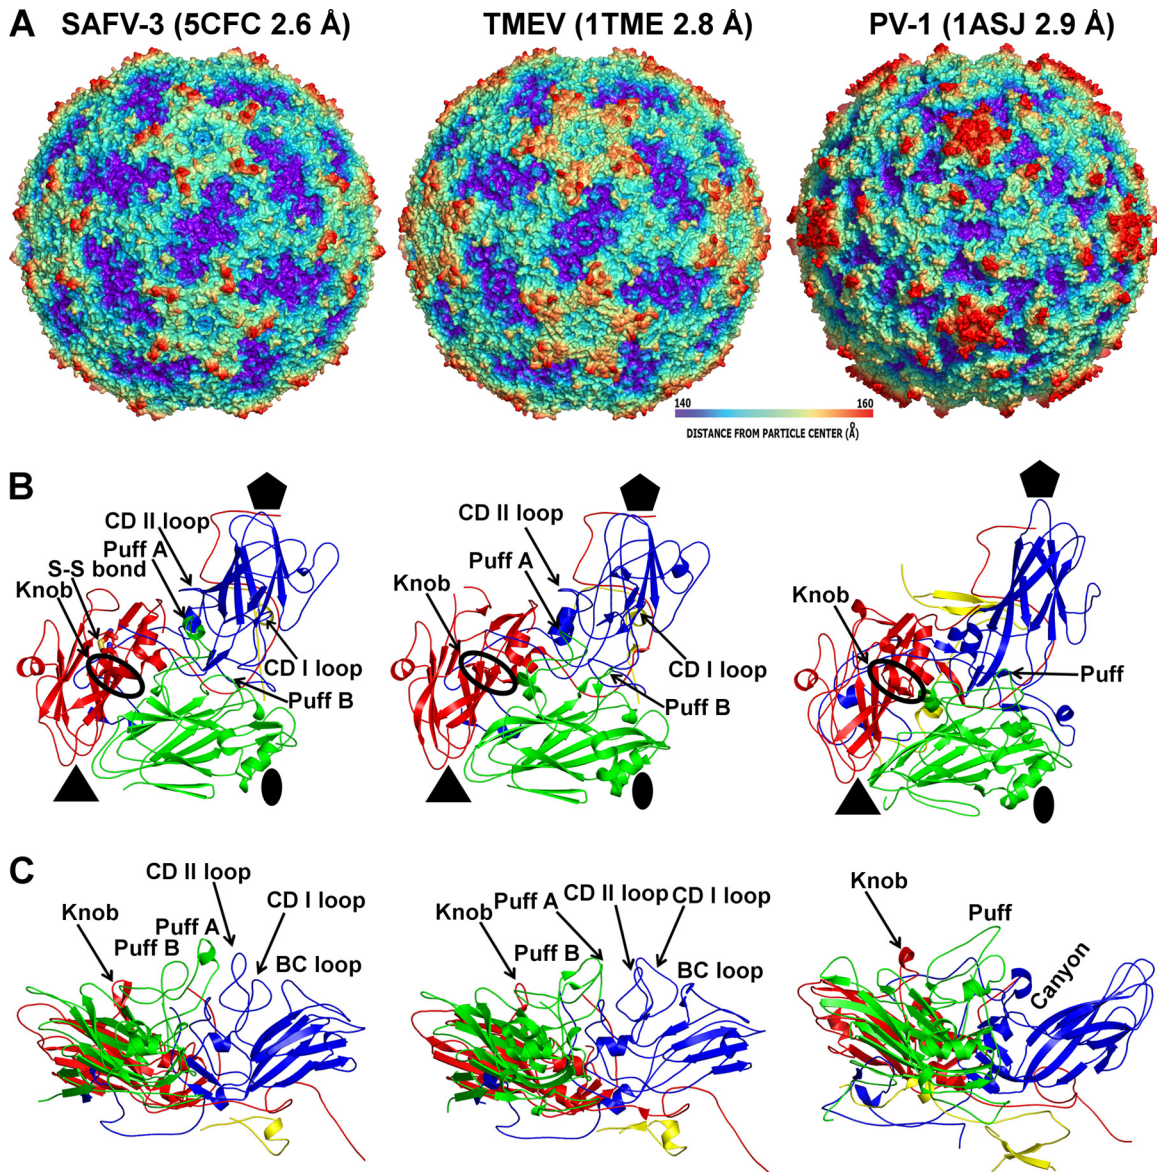 A
SAFV-3 (5CFC 2.6 Å)
TMEV (1TME 2.8 Å)
PV-1 (1ASJ 2.9 Å)
140
160
DISTANCE FROM PARTICLE CENTER (Å)
B
CD II loop
Puff A
S-S bond
Knob
CD I loop
Puff B
CD II loop
Puff A
Knob
CD I loop
Puff B
Knob
Puff
C
CD II loop
Knob
Puff A
Puff B
CD I loop
BC loop
Knob
Puff A
CD II loop
CD I loop
Puff B
BC loop
Knob
Puff
Canyon